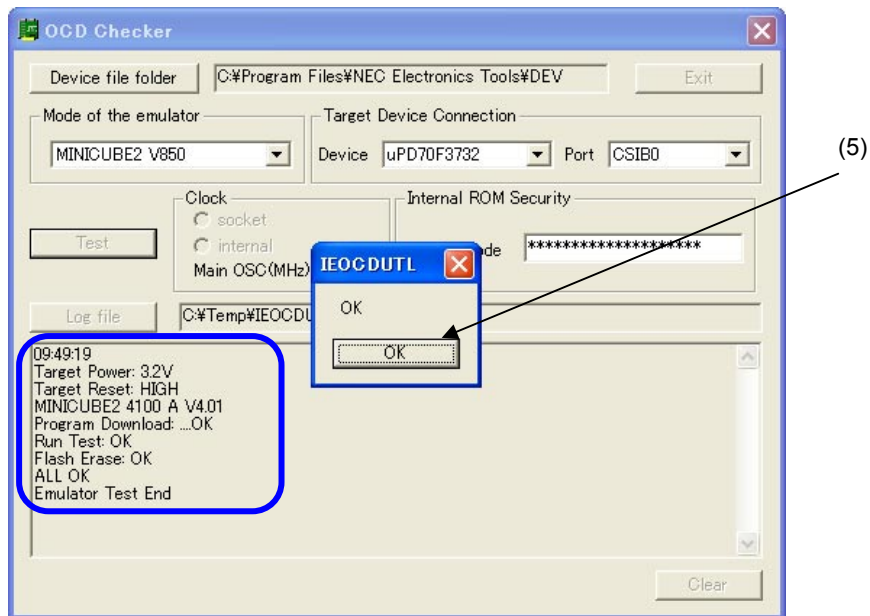 OCD Checker
Device file folder C:¥Program Files¥NEC Electronics Tools¥DEV Exit
Mode of the emulator Target Device Connection
MINICUBE2 V850 Device uPD70F3732 Port CSIB0
(5)
Clock Internal ROM Security
socket
Test internal ********************
Main OSC(MHz)
IEOCDUTL
OK
OK
Log file
09:49:19
Target Power: 3.2V
Target Reset: HIGH
MINICUBE2 4100 A V4.01
Program Download: ....OK
Run Test: OK
Flash Erase: OK
ALL OK
Emulator Test End
Clear